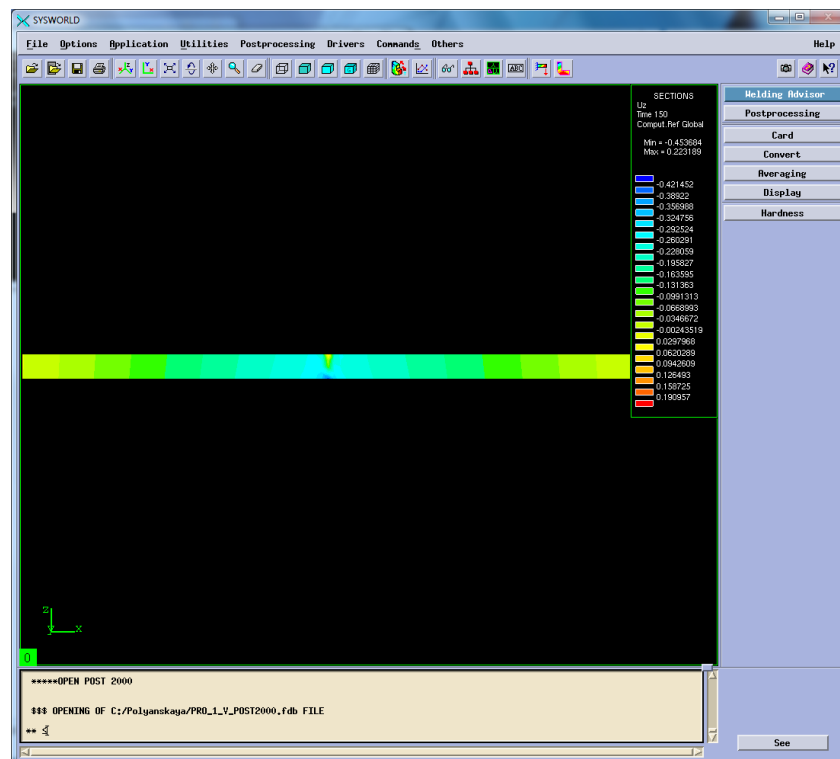 SYSWORLD
File Options Application Utilities Postprocessing Drivers Commands Others Help
ABC
SECTIONS
Uz
Time 150
Comput.Ref Global
Min = -0.453684
Max = 0.223189
-0.421452
-0.38922
-0.356988
-0.324756
-0.292524
-0.260291
-0.228059
-0.195827
-0.163595
-0.131363
-0.0991313
-0.0668993
-0.0346672
-0.00243519
0.0297968
0.0620289
0.0942609
0.126493
0.158725
0.190957
Welding Advisor
Postprocessing
Card
Convert
Averaging
Display
Hardness
Z
Y
X
0
*****OPEN POST 2000
$$$ OPENING OF C:/Polyanskaya/PRO_1_V_POST2000.fdb FILE
**
See